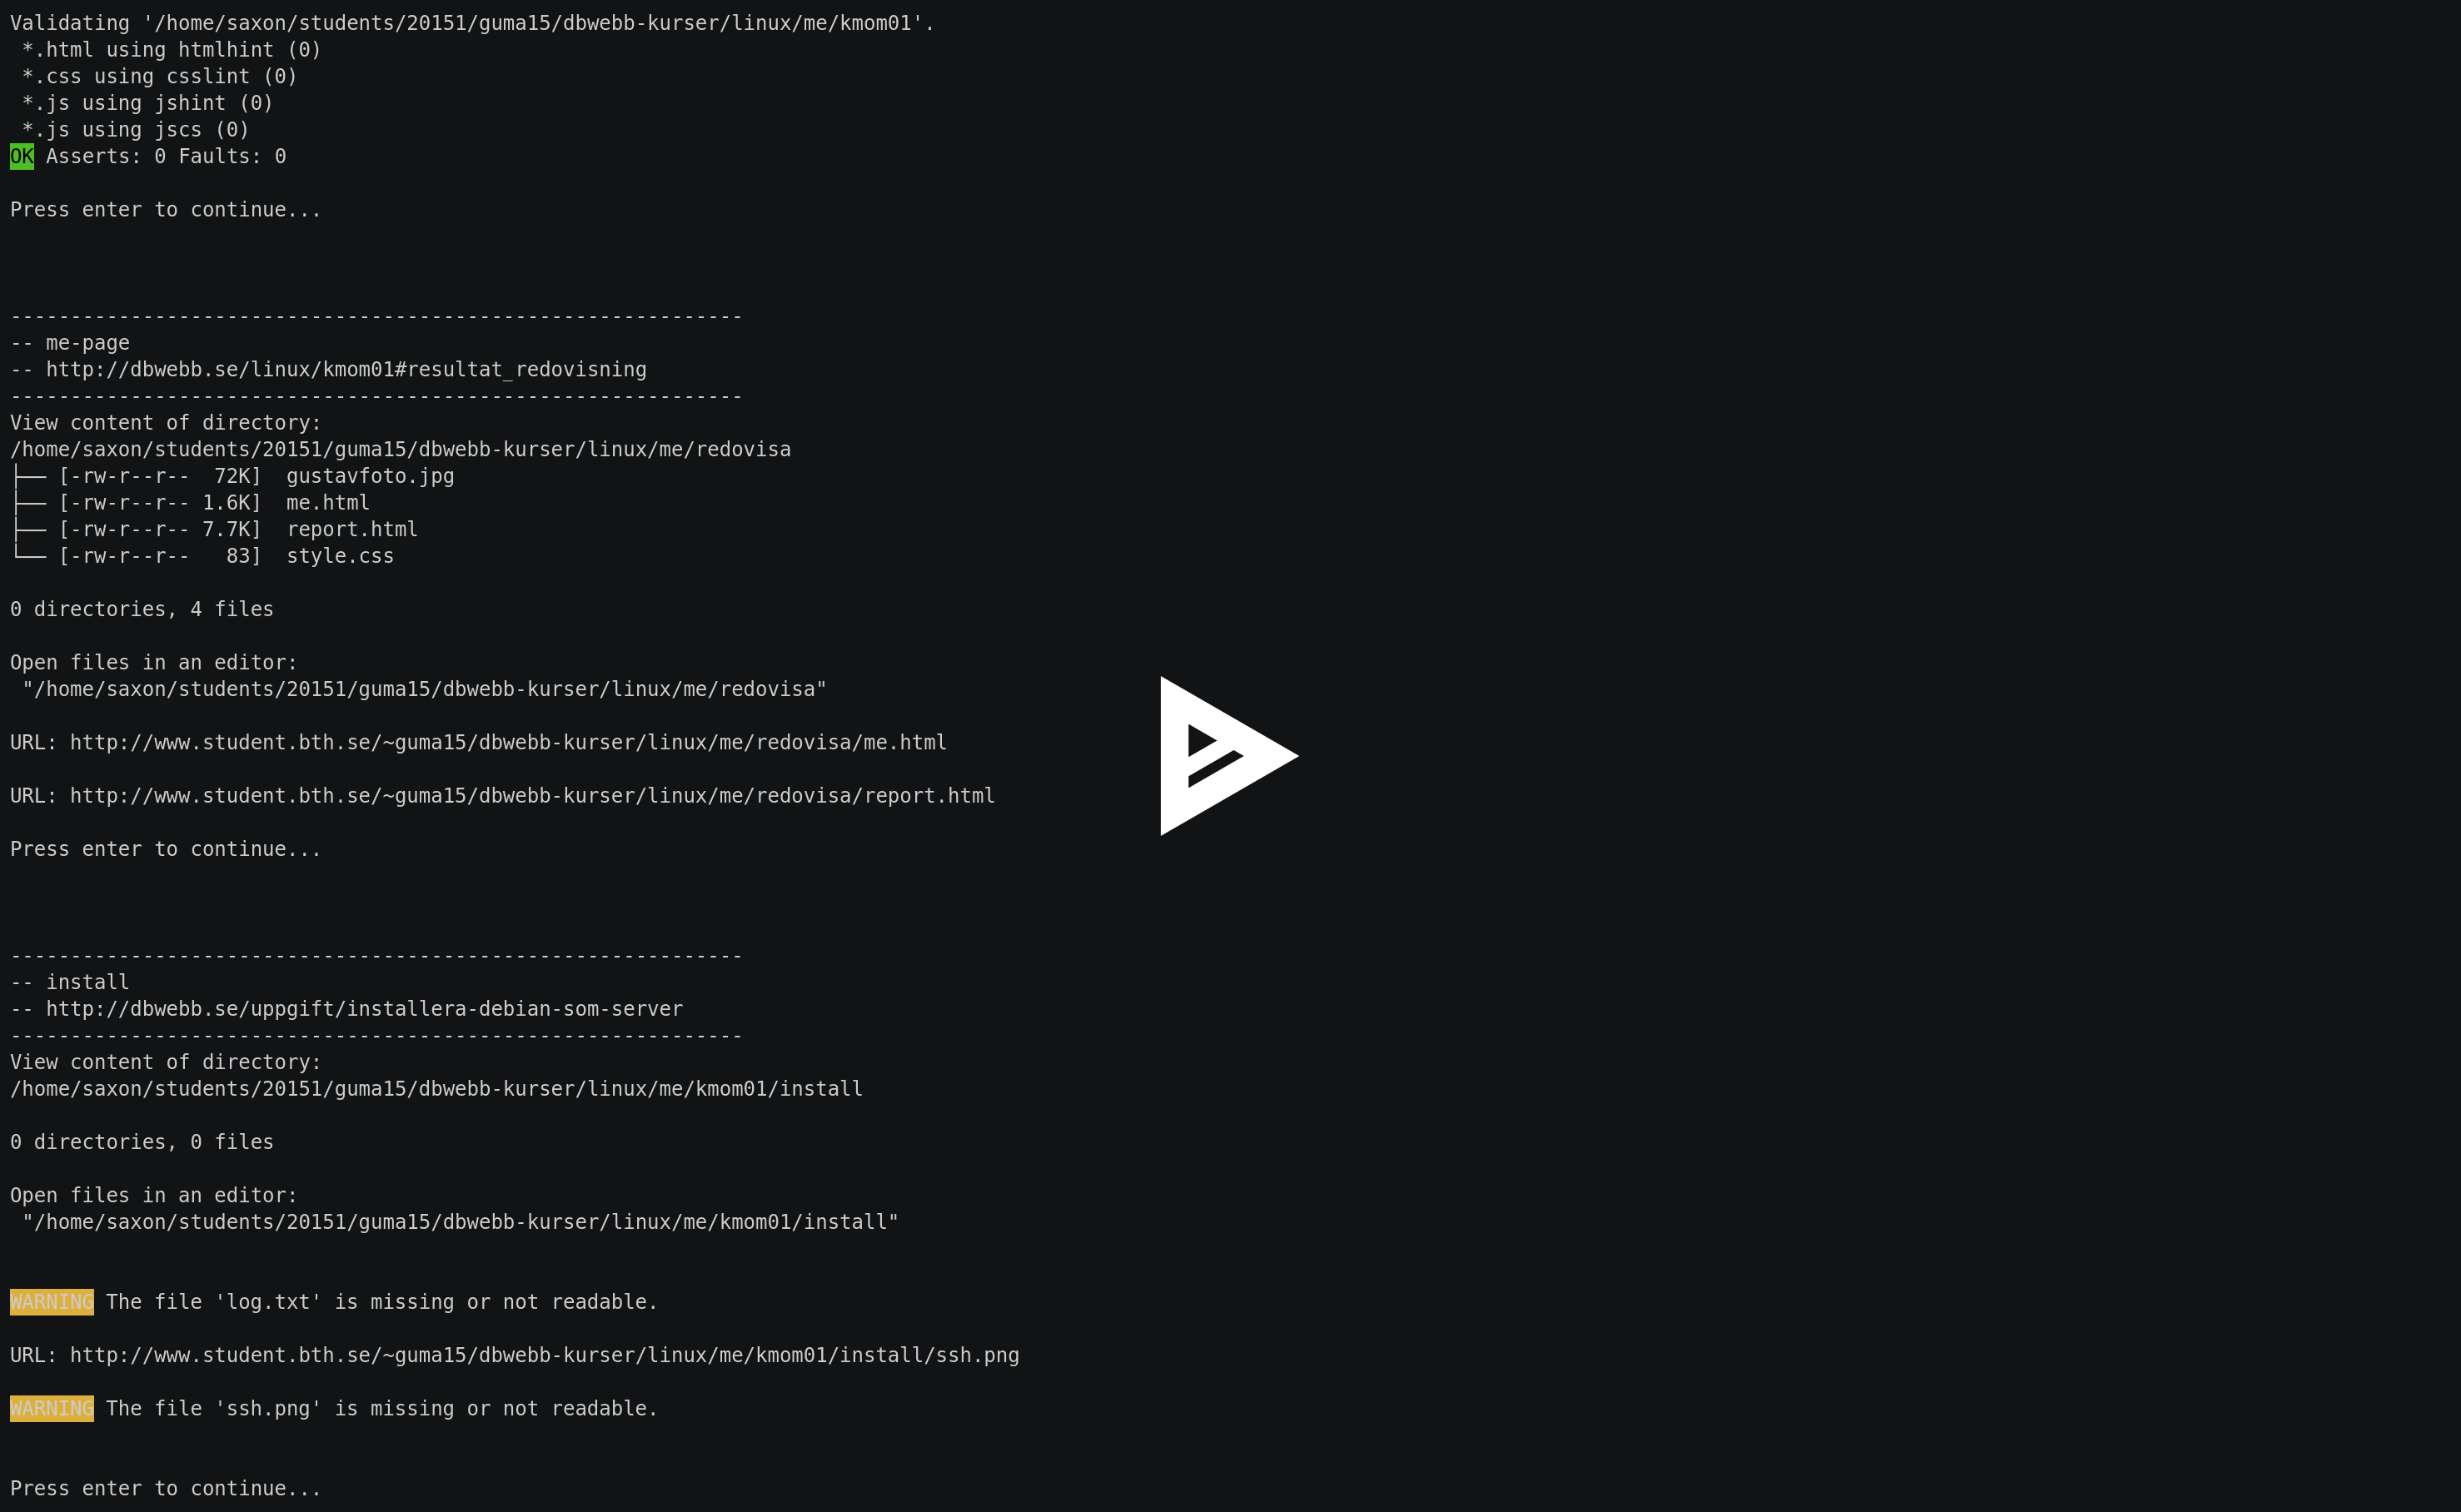 Validating '/home/saxon/students/20151/guma15/dbwebb-kurser/linux/me/kmom01'.
 *.html using htmlhint (0)
 *.css using csslint (0)
 *.js using jshint (0)
 *.js using jscs (0)
OK Asserts: 0 Faults: 0

Press enter to continue...

-------------------------------------------------------------
-- me-page
-- http://dbwebb.se/linux/kmom01#resultat_redovisning
-------------------------------------------------------------
View content of directory:
/home/saxon/students/20151/guma15/dbwebb-kurser/linux/me/redovisa
├── [-rw-r--r--  72K]  gustavfoto.jpg
├── [-rw-r--r-- 1.6K]  me.html
├── [-rw-r--r-- 7.7K]  report.html
└── [-rw-r--r--   83]  style.css

0 directories, 4 files

Open files in an editor:
 "/home/saxon/students/20151/guma15/dbwebb-kurser/linux/me/redovisa"

URL: http://www.student.bth.se/~guma15/dbwebb-kurser/linux/me/redovisa/me.html

URL: http://www.student.bth.se/~guma15/dbwebb-kurser/linux/me/redovisa/report.html

Press enter to continue...

-------------------------------------------------------------
-- install
-- http://dbwebb.se/uppgift/installera-debian-som-server
-------------------------------------------------------------
View content of directory:
/home/saxon/students/20151/guma15/dbwebb-kurser/linux/me/kmom01/install

0 directories, 0 files

Open files in an editor:
 "/home/saxon/students/20151/guma15/dbwebb-kurser/linux/me/kmom01/install"

WARNING The file 'log.txt' is missing or not readable.

URL: http://www.student.bth.se/~guma15/dbwebb-kurser/linux/me/kmom01/install/ssh.png

WARNING The file 'ssh.png' is missing or not readable.

Press enter to continue...